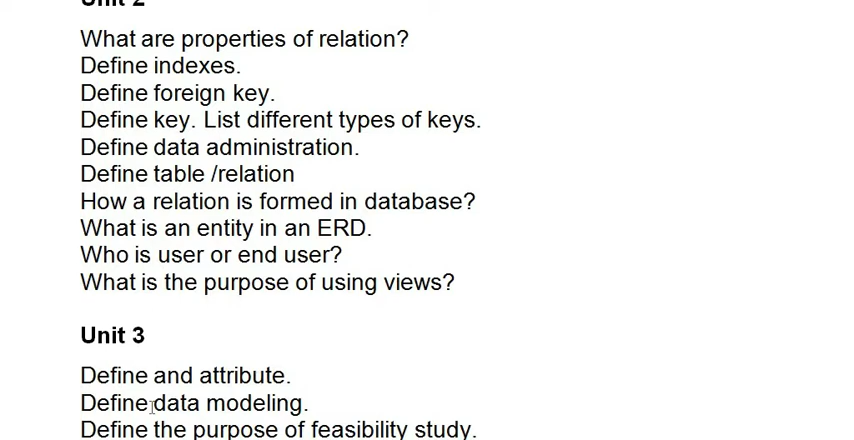 Unit 2
What are properties of relation?
Define indexes.
Define foreign key.
Define key. List different types of keys.
Define data administration.
Define table /relation
How a relation is formed in database?
What is an entity in an ERD.
Who is user or end user?
What is the purpose of using views?
Unit 3
Define and attribute.
Define data modeling.
Define the purpose of feasibility study.